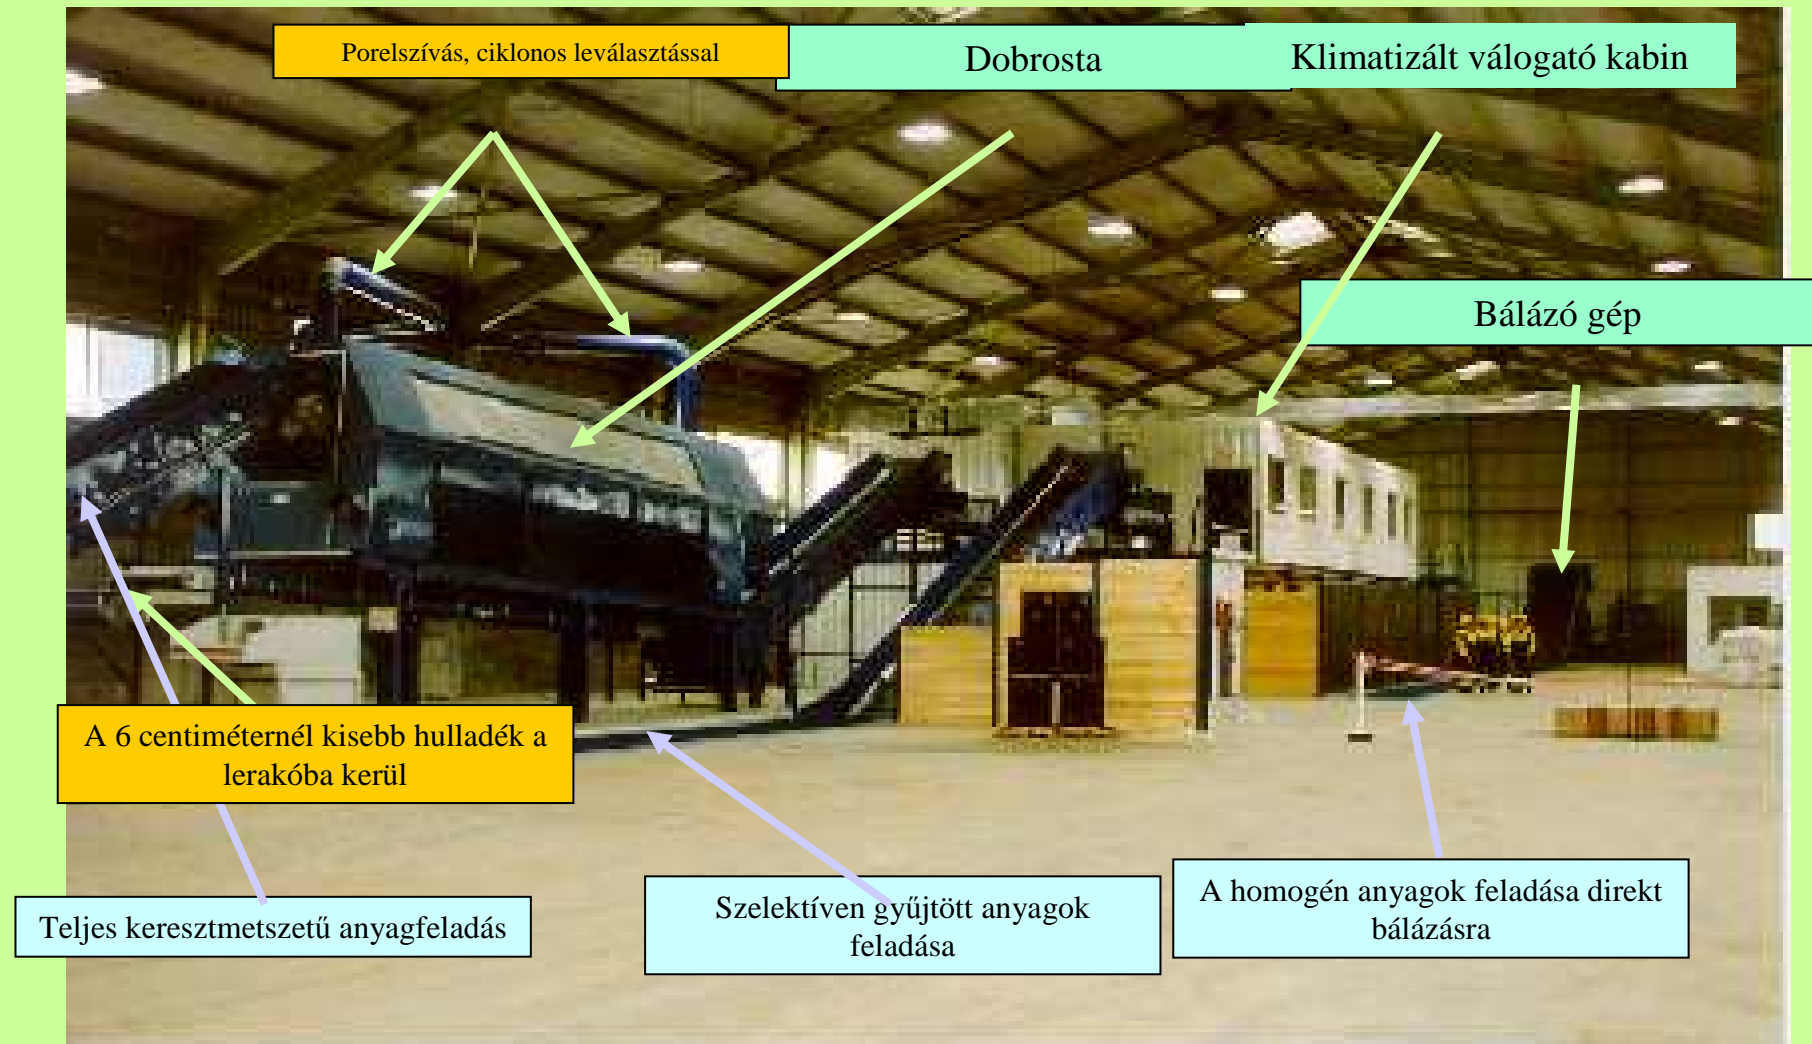 Porelszívás, ciklonos leválasztással
Dobrosta
Klimatizált válogató kabin
Bálázó gép
A 6 centiméternél kisebb hulladék a
lerakóba kerül
Teljes keresztmetszetű anyagfeladás
Szelektíven gyűjtött anyagok
feladása
A homogén anyagok feladása direkt
bálázásra